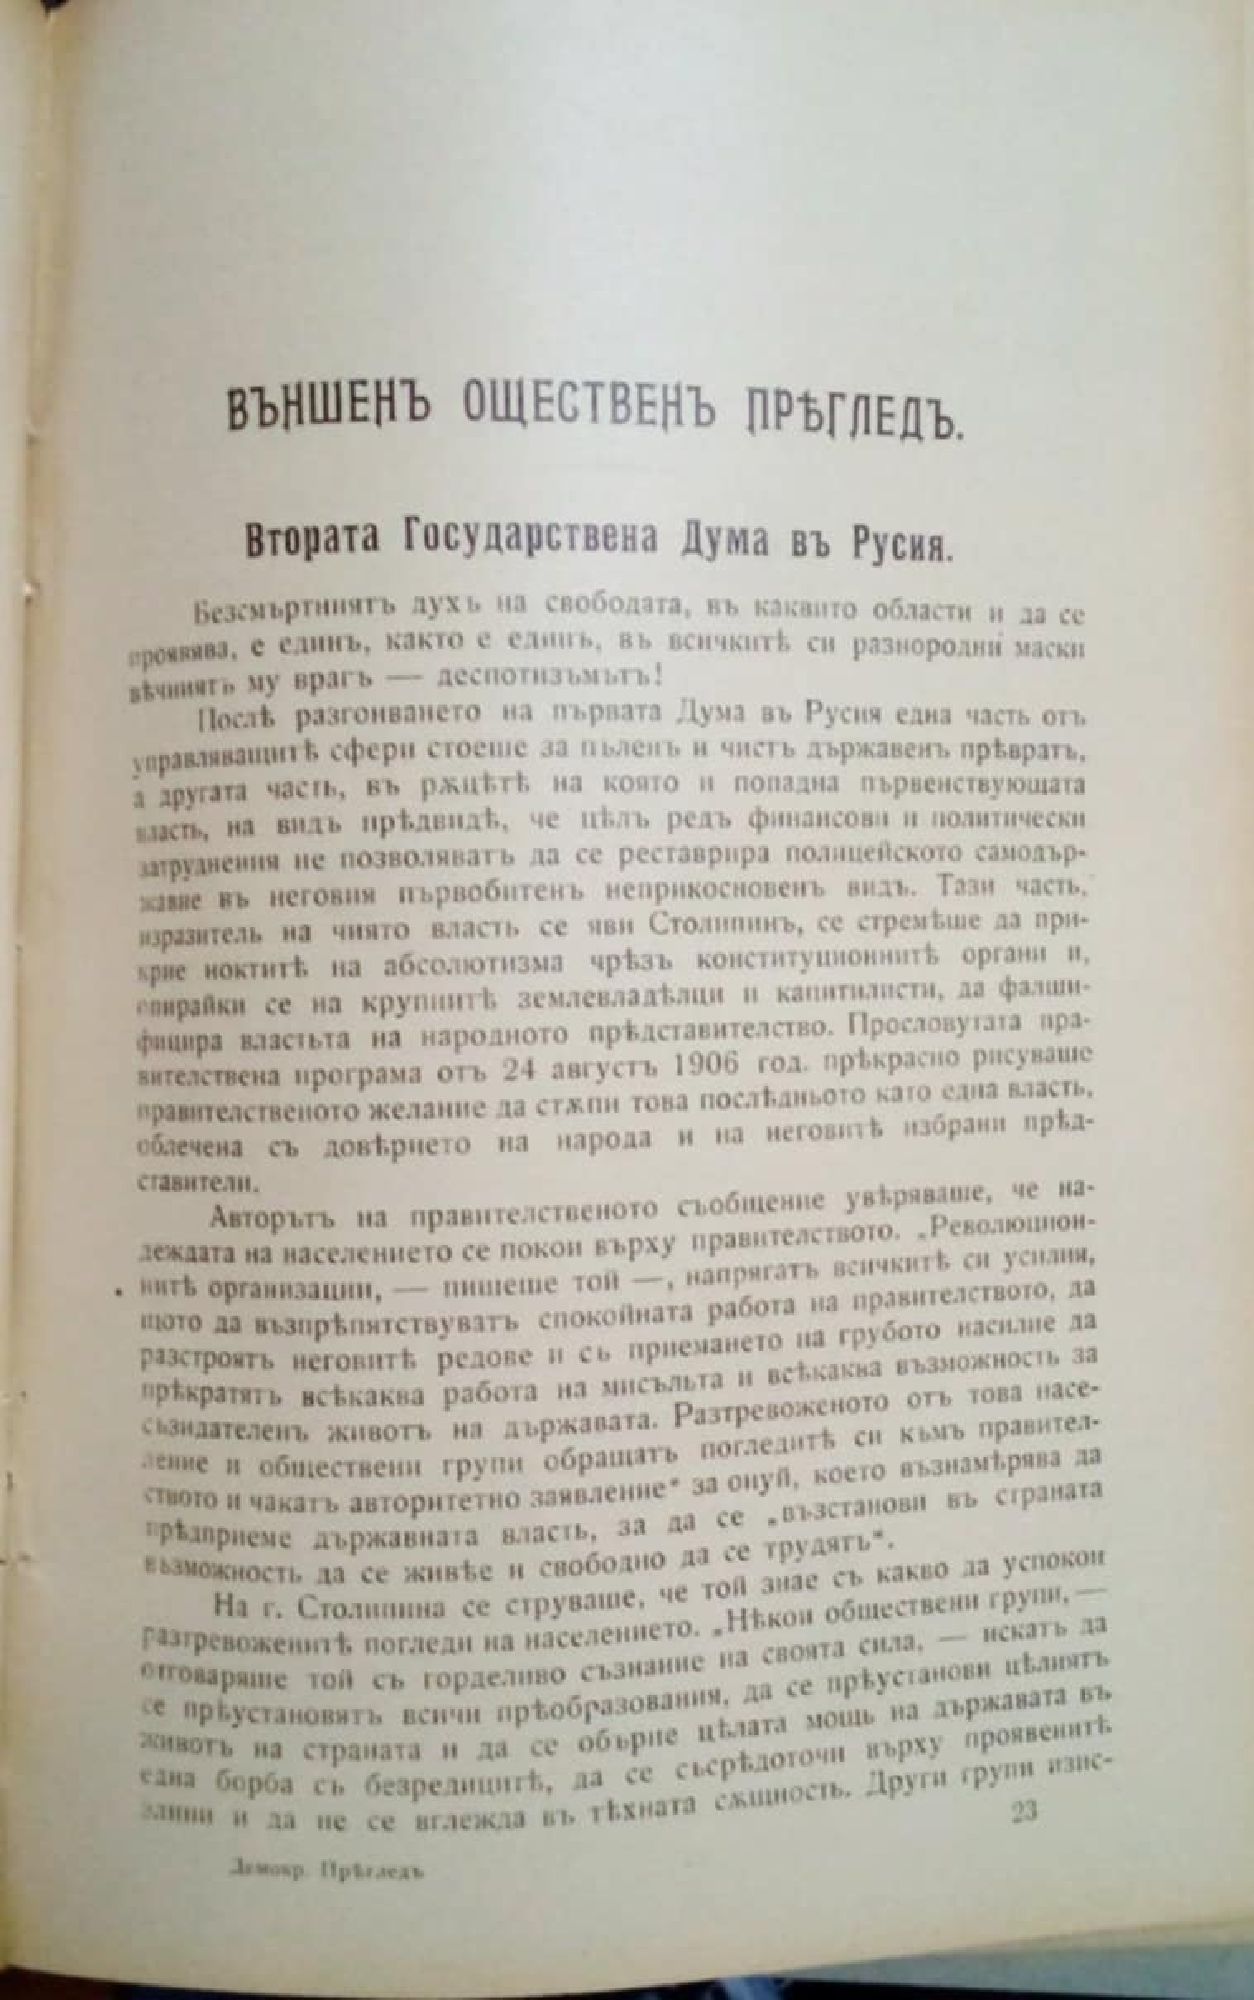 ВЪНШЕНЪ ОЩЕСТВЕНЪ ПРѢГЛЕДЪ.
Втората Государствена Дума въ Русия.
Безсмъртниятъ духъ на свободата, въ каквито области и да се
проявява, е единъ, както е единъ, въ всичкитѣ си разнородни маски
вѣчниятъ му врагъ — деспотизъмътъ!
Послѣ разгонването на първата Дума въ Русия една часть отъ
управляващитѣ сфери стоеше за пъленъ и чистъ държавенъ прѣвратъ,
а другата часть, въ рѫцѣтѣ на която и попадна първенствующата
власть, на видъ прѣдвидѣ, че цѣлъ редъ финансови и политически
затруднения не позволяватъ да се реставрира полицейското самодър-
жавие въ неговия първобитенъ неприкосновенъ видъ. Тази часть,
изразитель на чиято власть се яви Столипинъ, се стремѣше да при-
крие ноктитѣ на абсолютизма чрѣзъ конституционнитѣ органи и,
опирайки се на крупнитѣ землевладѣлци и капитилисти, да фалши-
фицира властьта на народното прѣдставителство. Прословутата пра-
вителствена програма отъ 24 августъ 1906 год. прѣкрасно рисуваше
правителственото желание да стѫпи това послѣдньото като една власть,
облечена съ довѣрието на народа и на неговитѣ избрани прѣд-
ставители.
Авторътъ на правителственото съобщение увѣряваше, че на-
деждата на населението се покои върху правителството. „Революцион-
нитѣ организации, — пишеше той —, напрягатъ всичкитѣ си усилия,
щото да възпрѣпятствуватъ спокойната работа на правителството, да
разстроятъ неговитѣ редове и съ приемането на грубото насилие да
прѣкратятъ всѣкаква работа на мисъльта и всѣкаква възможность за
съзидателенъ животъ на държавата. Разтревоженото отъ това насе-
ление и обществени групи обращатъ погледитѣ си къмъ правител-
ството и чакатъ авторитетно заявление“ за онуй, което възнамѣрява да
прѣдприеме държавната власть, за да се „възстанови въ страната
възможность да се живѣе и свободно да се трудятъ“.
На г. Столипина се струваше, че той знае съ какво да успокои
разтревоженитѣ погледи на населението. „Нѣкои обществени групи, —
отговаряше той съ горделиво съзнание на своята сила, — искатъ да
се прѣустановятъ всички прѣобразования, да се прѣустанови цѣлиятъ
животъ на страната и да се обърне цѣлата мощь на държавата въ
една борба съ безредицитѣ, да се съсрѣдоточи върху проявенитѣ
злини и да не се вглежда въ тѣхната сѫщность. Други групи изис-
23
Демокр. Прѣгледъ